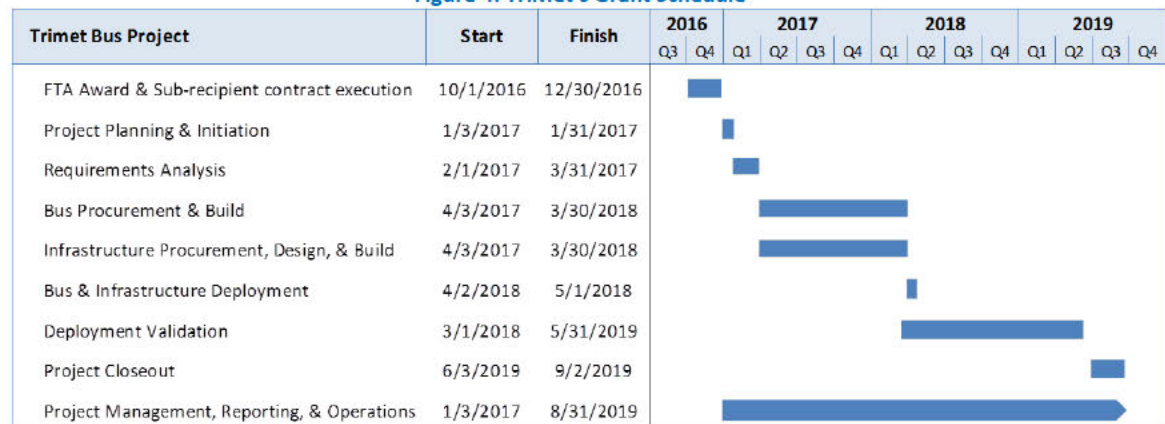 Figure 4: TriMet's Grant Schedule
Trimet Bus Project Start Finish 2016 2017 2018 2019
Q3 Q4 Q1 Q2 Q3 Q4 Q1 Q2 Q3 Q4 Q1 Q2 Q3 Q4
FTA Award & Sub-recipient contract execution 10/1/2016 12/30/2016
Project Planning & Initiation 1/3/2017 1/31/2017
Requirements Analysis 2/1/2017 3/31/2017
Bus Procurement & Build 4/3/2017 3/30/2018
Infrastructure Procurement, Design, & Build 4/3/2017 3/30/2018
Bus & Infrastructure Deployment 4/2/2018 5/1/2018
Deployment Validation 3/1/2018 5/31/2019
Project Closeout 6/3/2019 9/2/2019
Project Management, Reporting, & Operations 1/3/2017 8/31/2019